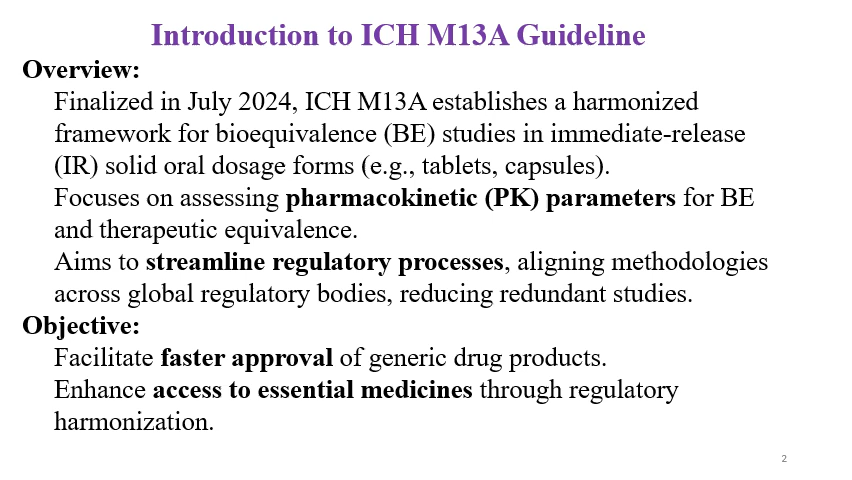 Introduction to ICH M13A Guideline
Overview:
Finalized in July 2024, ICH M13A establishes a harmonized
framework for bioequivalence (BE) studies in immediate-release
(IR) solid oral dosage forms (e.g., tablets, capsules).
Focuses on assessing pharmacokinetic (PK) parameters for BE
and therapeutic equivalence.
Aims to streamline regulatory processes, aligning methodologies
across global regulatory bodies, reducing redundant studies.
Objective:
Facilitate faster approval of generic drug products.
Enhance access to essential medicines through regulatory
harmonization.
2